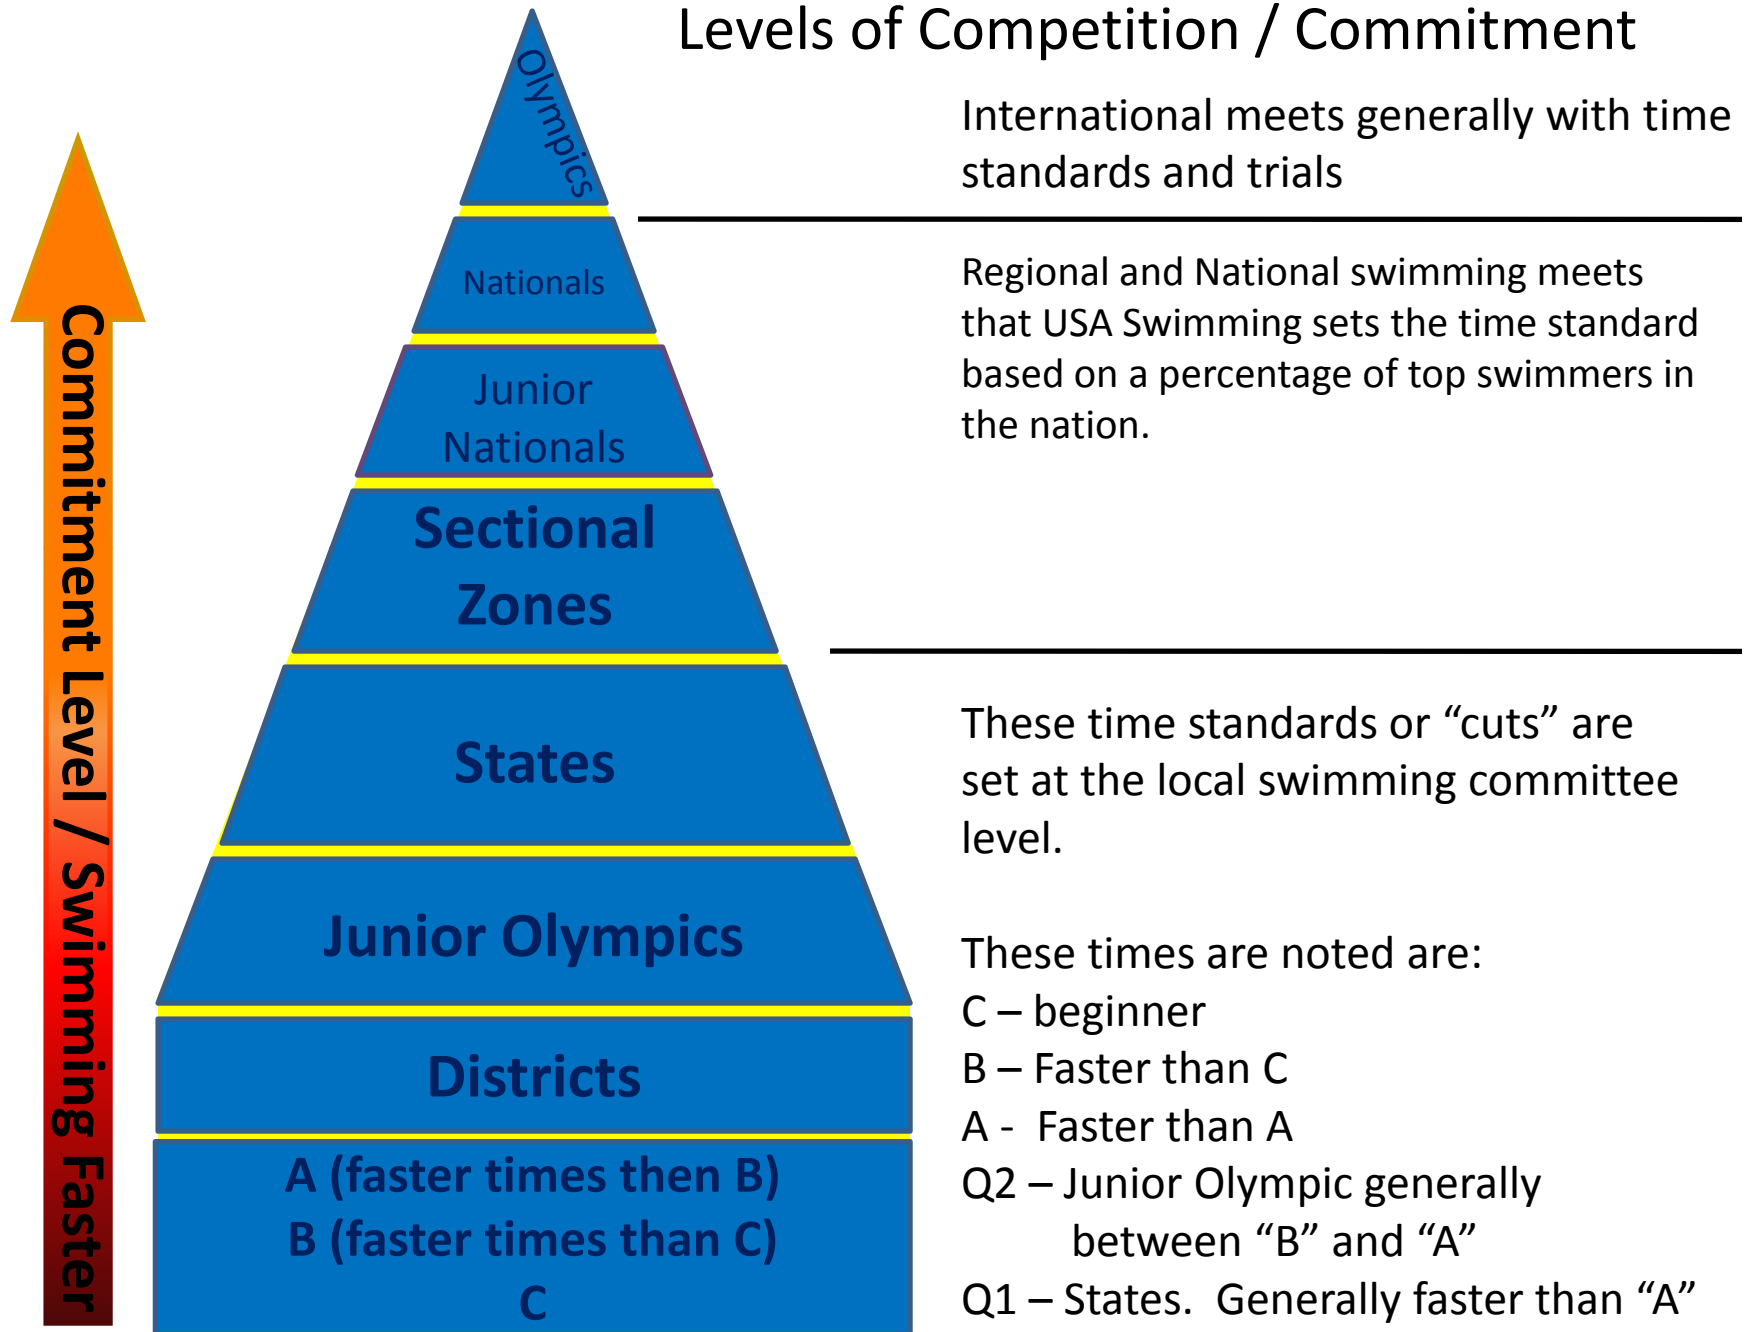 Levels of Competition / Commitment
Olympics
Nationals
Junior
Nationals
Sectional
Zones
States
Junior Olympics
Districts
A (faster times then B)
B (faster times than C)
C
Commitment Level / Swimming Faster
International meets generally with time
standards and trials
Regional and National swimming meets
that USA Swimming sets the time standard
based on a percentage of top swimmers in
the nation.
These time standards or “cuts” are
set at the local swimming committee
level.
These times are noted are:
C – beginner
B – Faster than C
A - Faster than A
Q2 – Junior Olympic generally
between “B” and “A”
Q1 – States. Generally faster than “A”